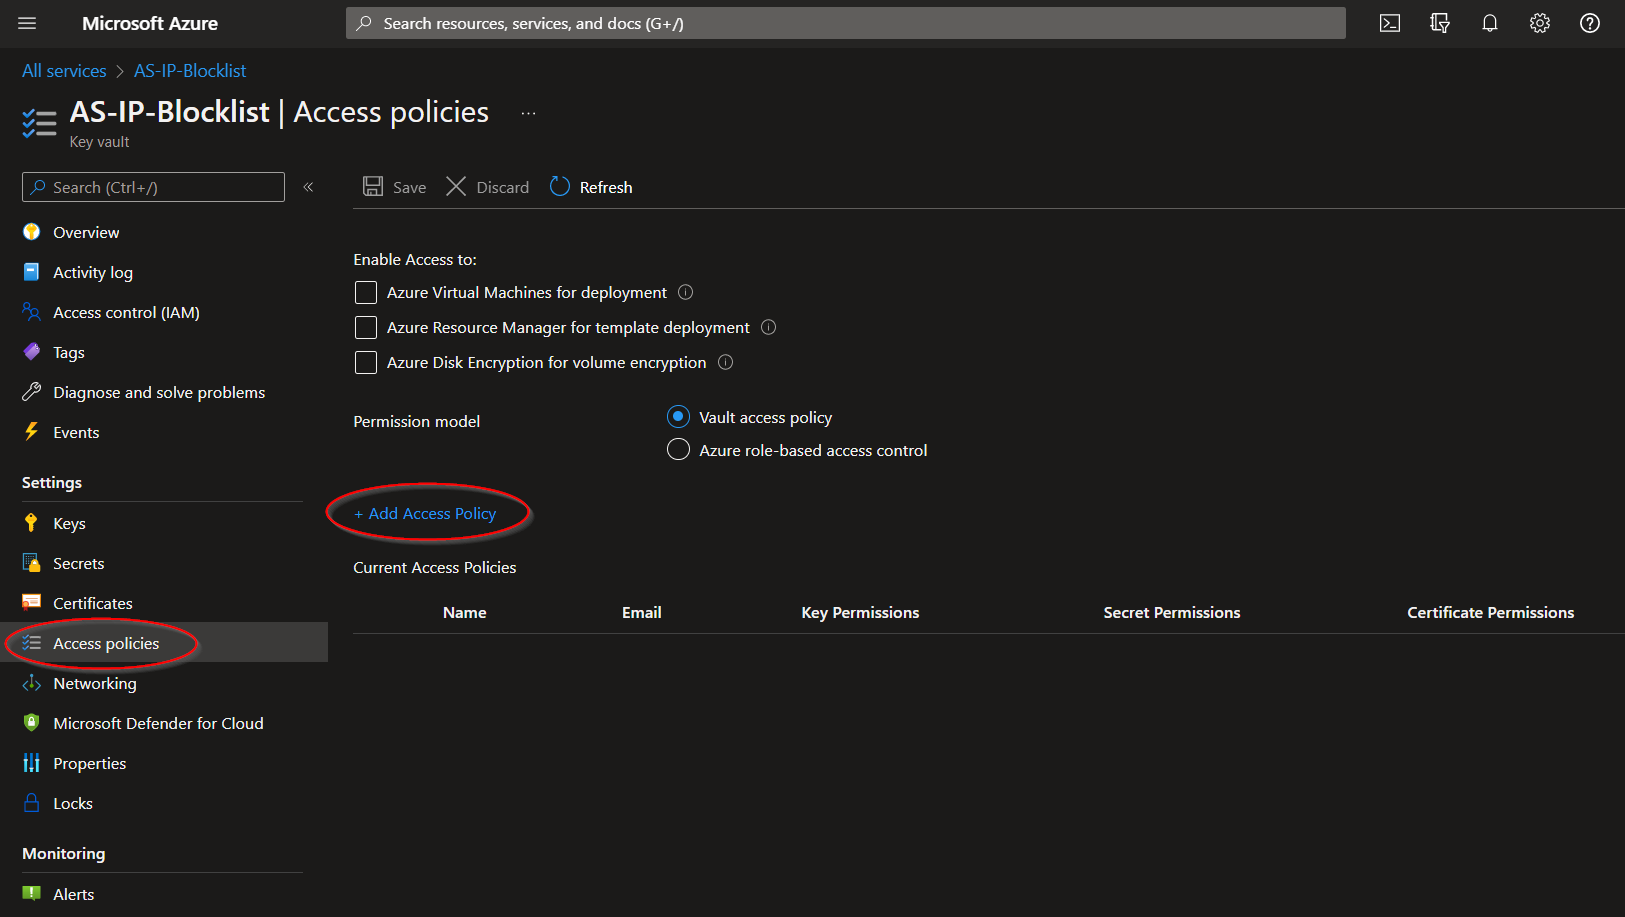 Microsoft Azure
Search resources, services, and docs (G+/)
All services > AS-IP-Blocklist
AS-IP-Blocklist | Access policies ...
Key vault
Search (Ctrl+/)
«
Overview
Activity log
Access control (IAM)
Tags
Diagnose and solve problems
Events
Settings
Keys
Secrets
Certificates
Access policies
Networking
Microsoft Defender for Cloud
Properties
Locks
Monitoring
Alerts
Save Discard Refresh
Enable Access to:
Azure Virtual Machines for deployment
Azure Resource Manager for template deployment
Azure Disk Encryption for volume encryption
Permission model
Vault access policy
Azure role-based access control
+ Add Access Policy
Current Access Policies
Name Email Key Permissions Secret Permissions Certificate Permissions